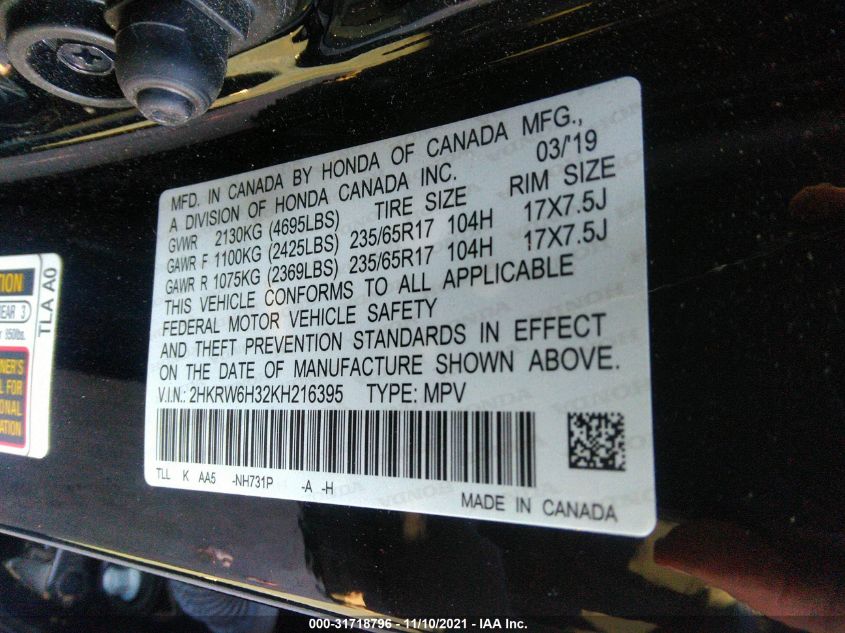 MFD. IN CANADA BY HONDA OF CANADA MFG.,
A DIVISION OF HONDA CANADA INC. 03/'19
GVWR 2130KG (4695LBS) TIRE SIZE RIM SIZE
GAWR F 1100KG (2425LBS) 235/65R17 104H 17X7.5J
GAWR R 1075KG (2369LBS) 235/65R17 104H 17X7.5J
THIS VEHICLE CONFORMS TO ALL APPLICABLE
FEDERAL MOTOR VEHICLE SAFETY
AND THEFT PREVENTION STANDARDS IN EFFECT
ON THE DATE OF MANUFACTURE SHOWN ABOVE.
V.I.N.: 2HKRW6H32KH216395 TYPE: MPV
TLL K AA5 -NH731P -A -H
MADE IN CANADA
TLA A0
3
950lbs.
FOR
000-31718796 - 11/10/2021 - IAA Inc.